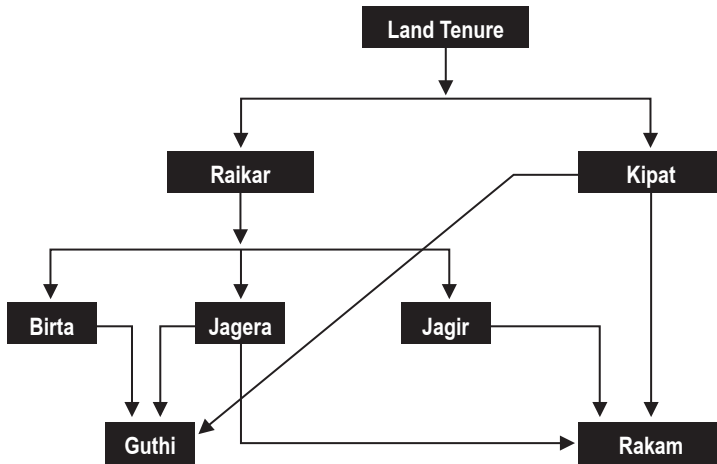 Land Tenure
Raikar
Kipat
Birta
Jagera
Jagir
Guthi
Rakam